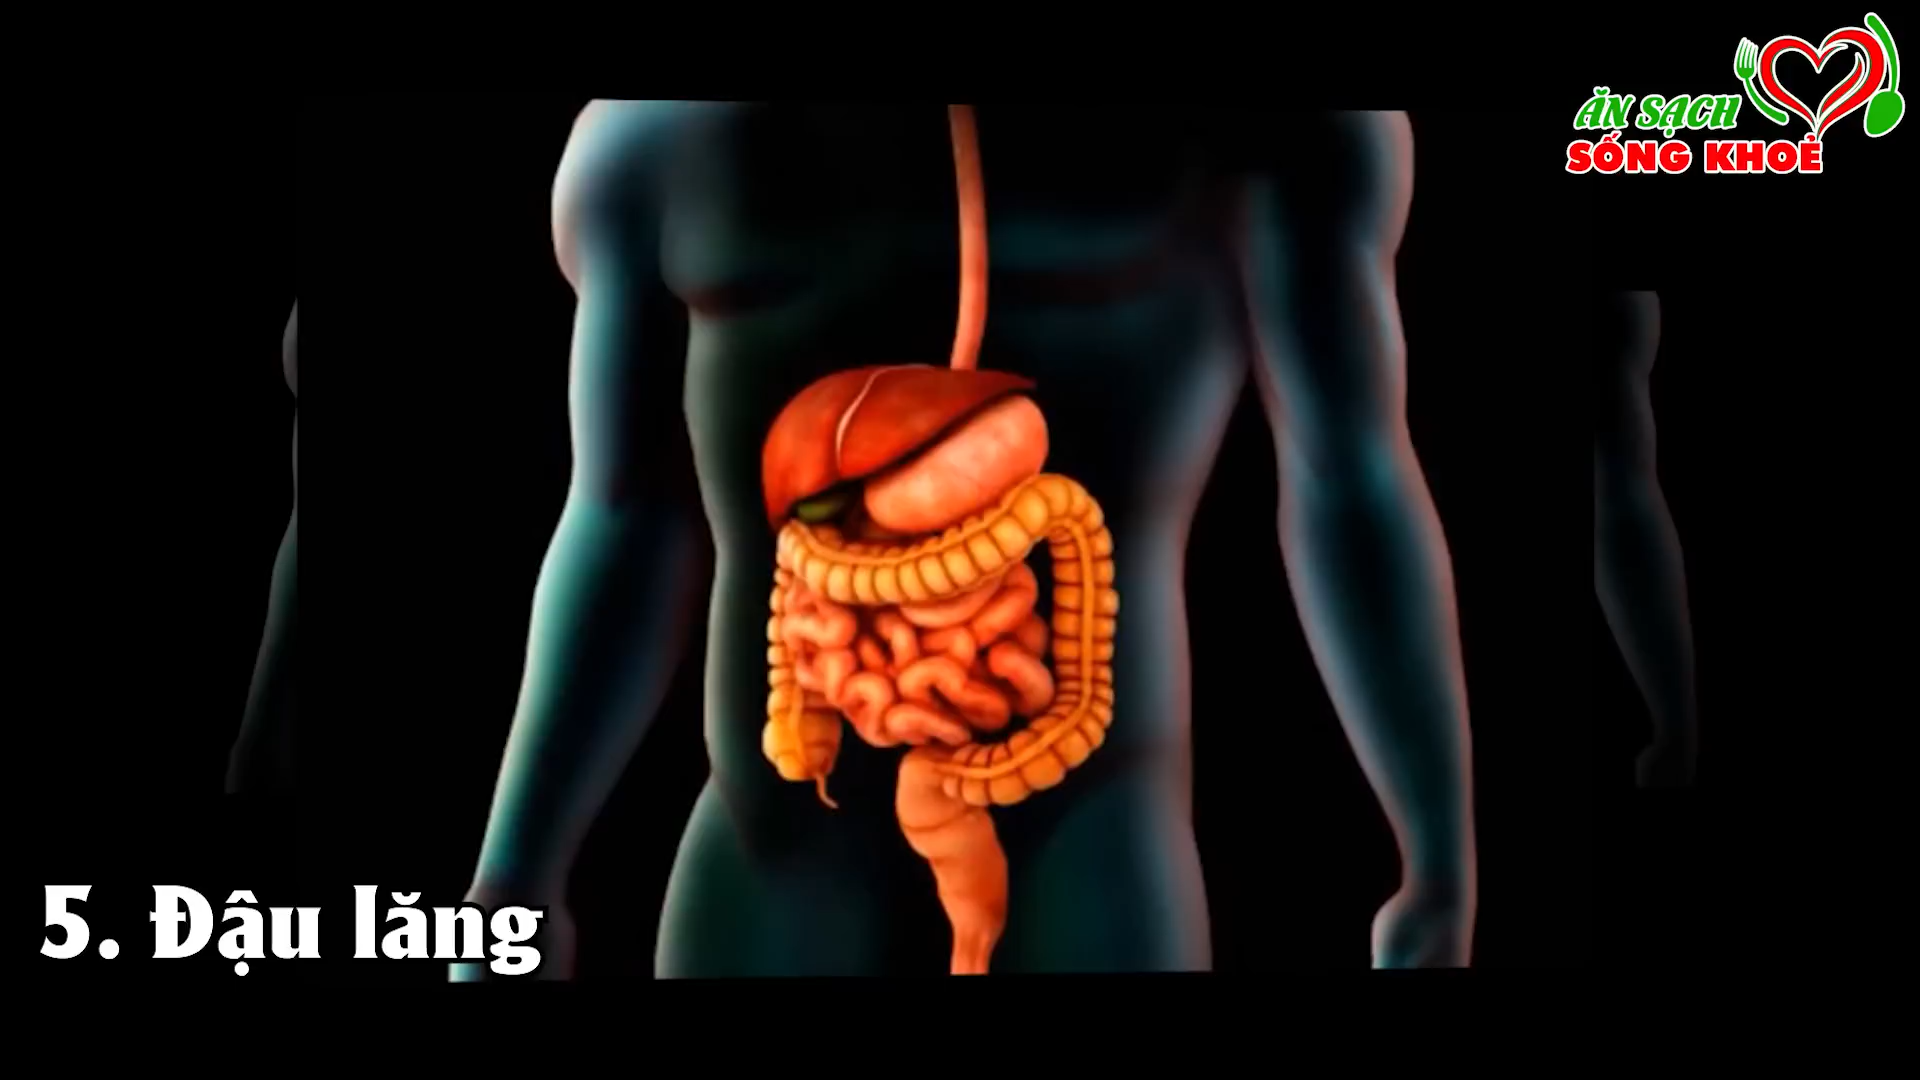 ĂN SẠCH
SỐNG KHOẺ
5. Đậu lăng